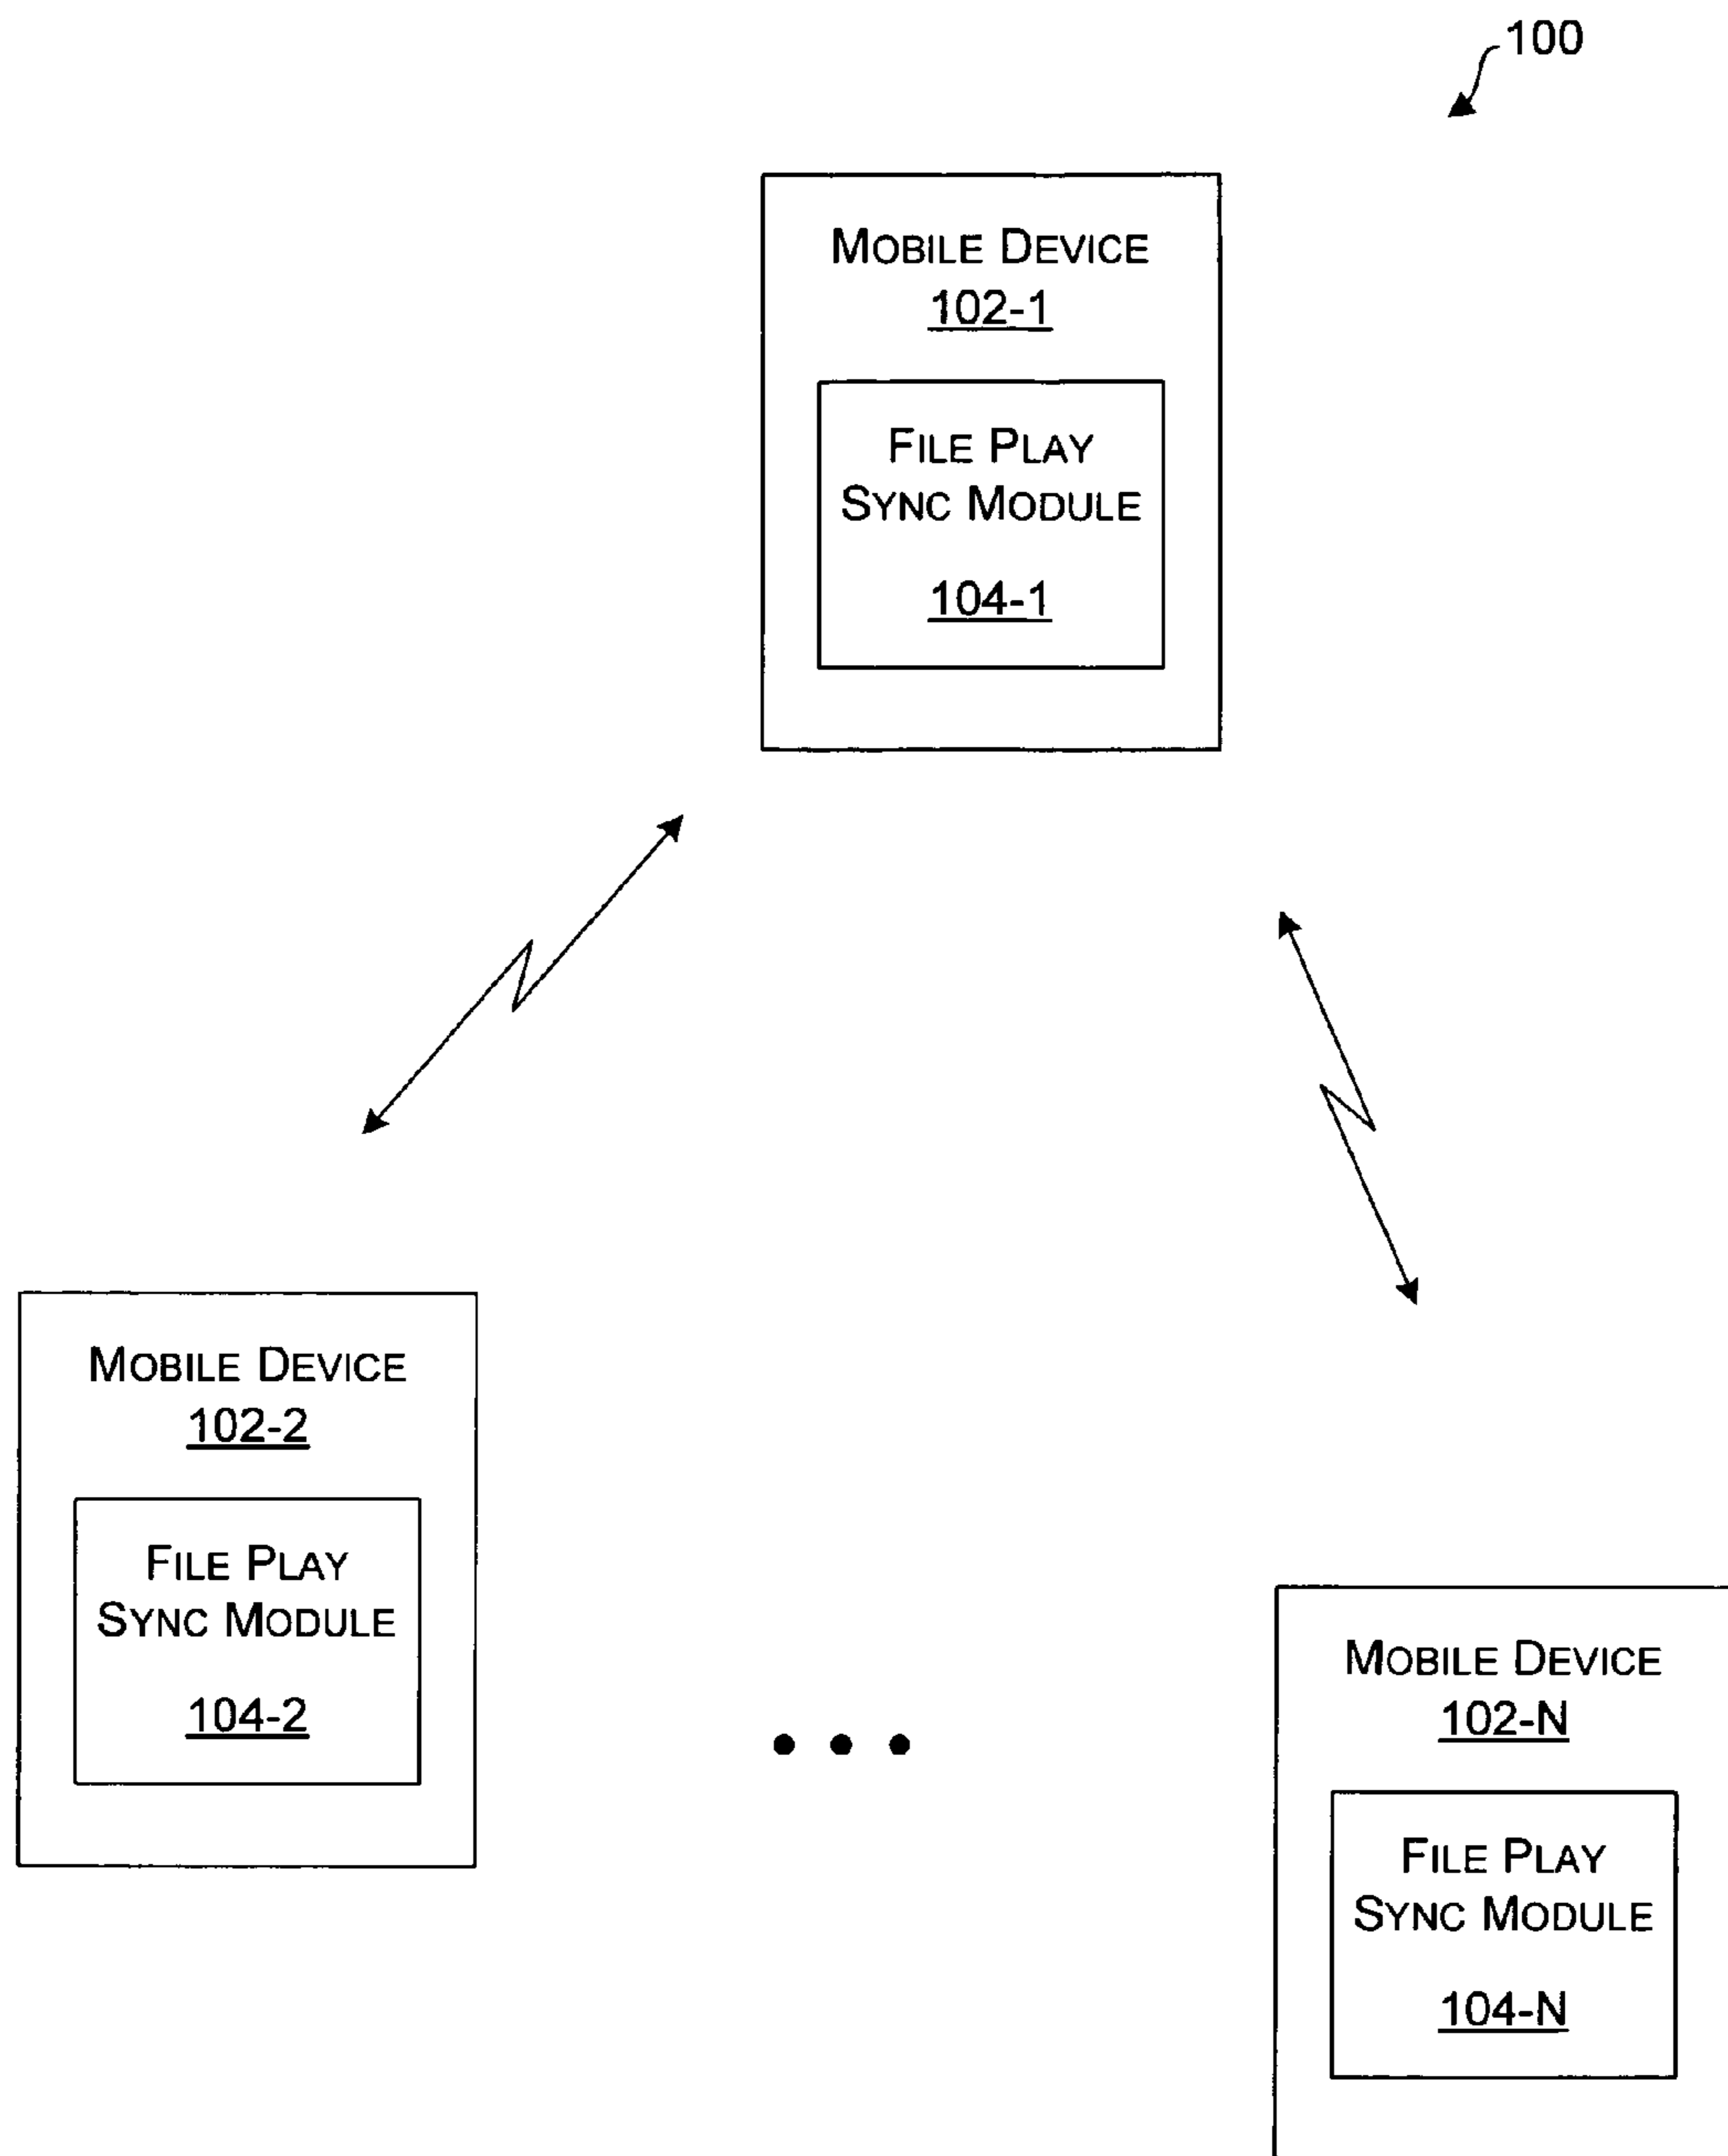 100
MOBILE DEVICE
102-1
FILE PLAY
SYNC MODULE
104-1
MOBILE DEVICE
102-2
FILE PLAY
SYNC MODULE
104-2
MOBILE DEVICE
102-N
FILE PLAY
SYNC MODULE
104-N